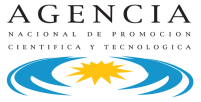 AGENCIA
NACIONAL DE PROMOCION
CIENTIFICA Y TECNOLOGICA